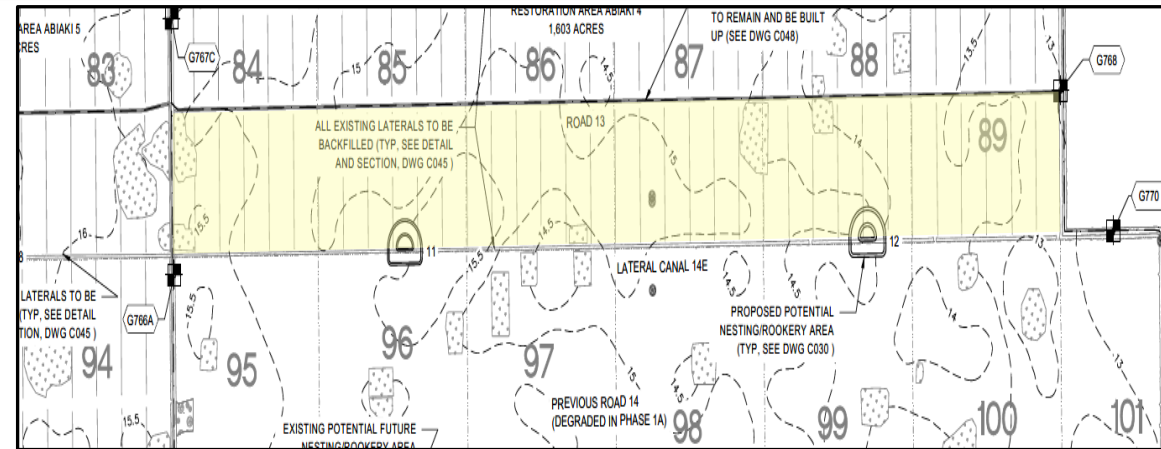 AREA ABIAKI 5
RESTORATION AREA ABIAKI 4
1,603 ACRES
TO REMAIN AND BE BUILT
UP (SEE DWG C048)
13.5
13
83
G767C
84
15
85
86
14.5
87
88
G768
ALL EXISTING LATERALS TO BE
BACKFILLED (TYP, SEE DETAIL
AND SECTION, DWG C045 )
ROAD 13
15
14
89
15.5
14.5
16
15.5
11
12
G770
13
LATERAL CANAL 14E
14.5
LATERALS TO BE
(TYP, SEE DETAIL
TION, DWG C045 )
G766A
15.5
PROPOSED POTENTIAL
NESTING/ROOKERY AREA
(TYP, SEE DWG C030 )
14
13
94
95
96
97
15
14.5
15.5
EXISTING POTENTIAL FUTURE
NESTING/ROOKERY AREA
PREVIOUS ROAD 14
(DEGRADED IN PHASE 1A)
98
99
100
101